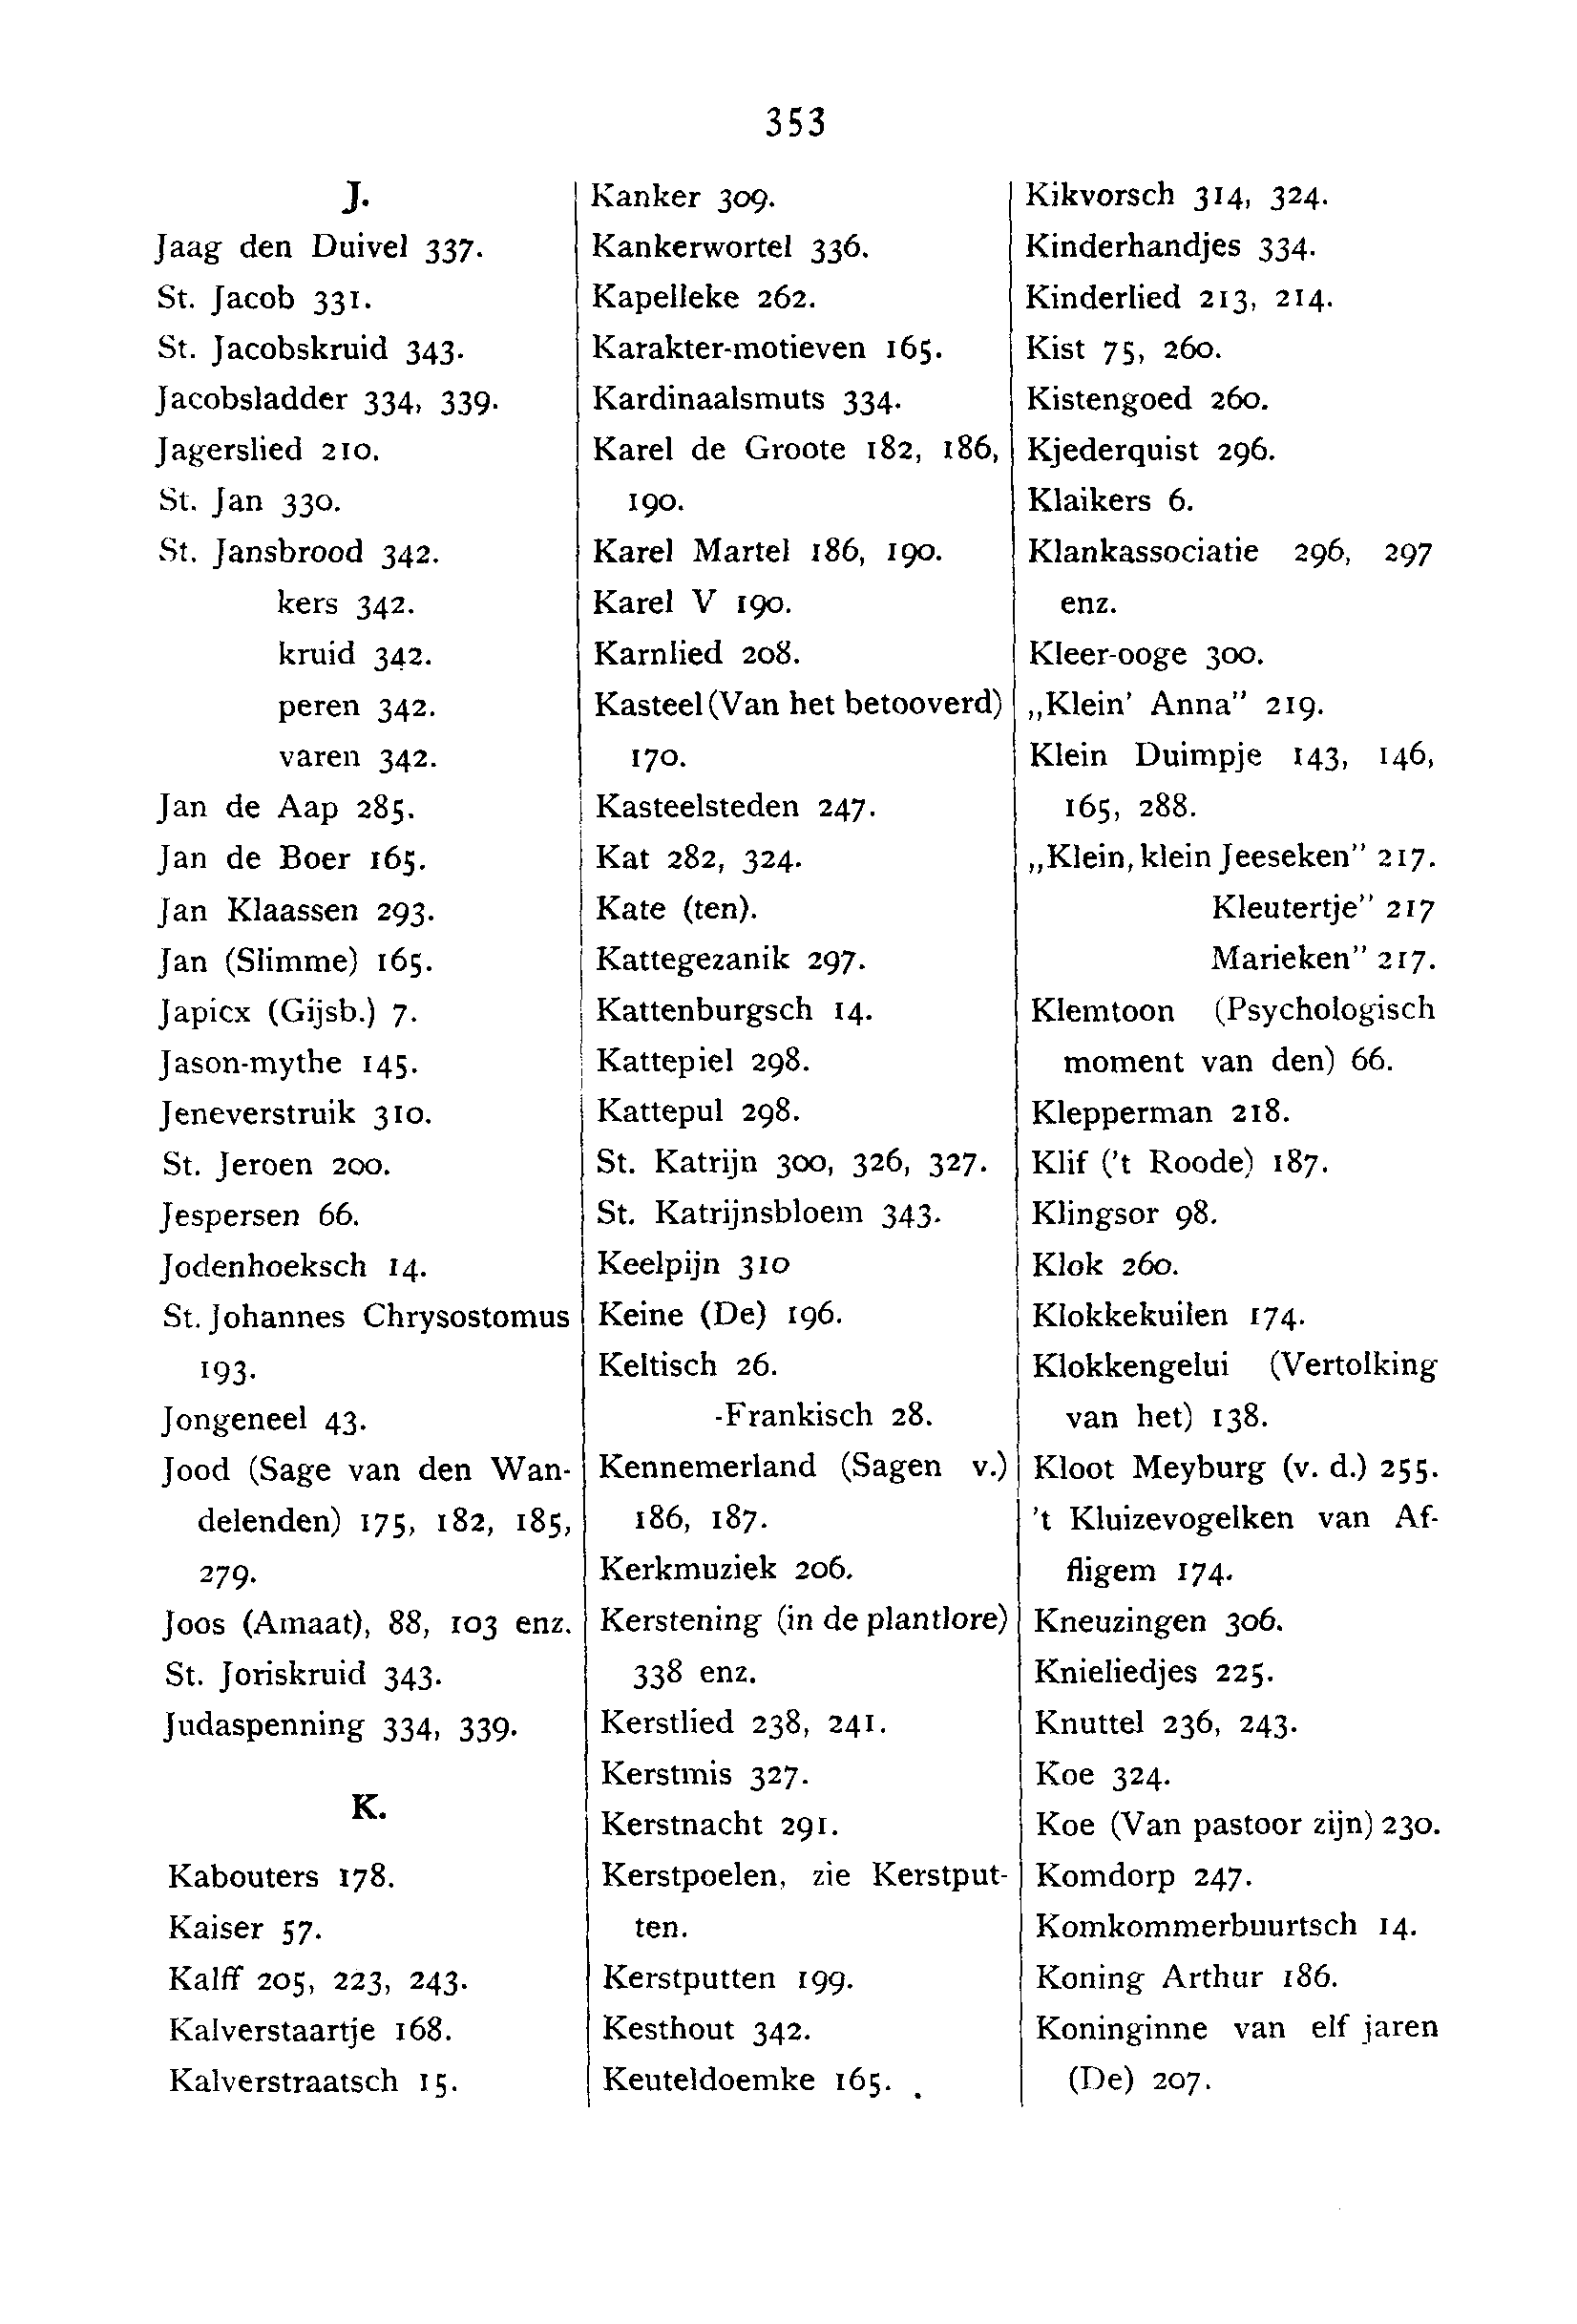 353
J.
Jaag den Duivel 337.
St. Jacob 331.
St. Jacobskruid 343.
Jacobsladder 334, 339.
Jagerslied 210.
St. Jan 330.
St. Jansbrood 342.
kers 342.
kruid 342.
peren 342.
varen 342.
Jan de Aap 285.
Jan de Boer 165.
Jan Klaassen 293.
Jan (Slimme) 165.
Japicx (Gijsb.) 7.
Jason-mythe 145.
Jeneverstruik 310.
St. Jeroen 200.
Jespersen 66.
Jodenhoeksch 14.
St. Johannes Chrysostomus
193.
Jongeneel 43.
Jood (Sage van den Wan-
delenden) 175, 182, 185,
279.
Joos (Amaat), 88, 103 enz.
St. Joriskruid 343.
Judaspenning 334, 339.
K.
Kabouters 178.
Kaiser 57.
Kalff 205, 223, 243.
Kalverstaartje 168.
Kalverstraatsch 15.
Kanker 309.
Kankerwortel 336.
Kapelleke 262.
Karakter-motieven 165.
Kardinaalsmuts 334.
Karel de Groote 182, 186,
190.
Karel Martel 186, 190.
Karel V 190.
Karnlied 208.
Kasteel (Van het betooverd)
170.
Kasteelsteden 247.
Kat 282, 324.
Kate (ten).
Kattegezanik 297.
Kattenburgsch 14.
Kattepiel 298.
Kattepul 298.
St. Katrijn 300, 326, 327.
St. Katrijnsbloem 343.
Keelpijn 310
Keine (De) 196.
Keltisch 26.
-Frankisch 28.
Kennemerland (Sagen v.)
186, 187.
Kerkmuziek 206.
Kerstening (in de plantlore)
338 enz.
Kerstlied 238, 241.
Kerstmis 327.
Kerstnacht 291.
Kerstpoelen, zie Kerstput-
ten.
Kerstputten 199.
Kesthout 342.
Keuteldoemke 165.
Kikvorsch 314, 324.
Kinderhandjes 334.
Kinderlied 213, 214.
Kist 75, 260.
Kistengoed 260.
Kjederquist 296.
Klaikers 6.
Klankassociatie 296, 297
enz.
Kleer-ooge 300.
„Klein' Anna” 219.
Klein Duimpje 143, 146,
165, 288.
„Klein, klein Jeeseken” 217.
Kleutertje” 217
Marieken” 217.
Klemtoon (Psychologisch
moment van den) 66.
Klepperman 218.
Klif ('t Roode) 187.
Klingsor 98.
Klok 260.
Klokkekuilen 174.
Klokkengelui (Vertolking
van het) 138.
Kloot Meyburg (v. d.) 255.
't Kluizevogelken van Af-
fligem 174.
Kneuzingen 306.
Knieliedjes 225.
Knuttel 236, 243.
Koe 324.
Koe (Van pastoor zijn) 230.
Komdorp 247.
Komkommerbuurtsch 14.
Koning Arthur 186.
Koninginne van elf jaren
(De) 207.